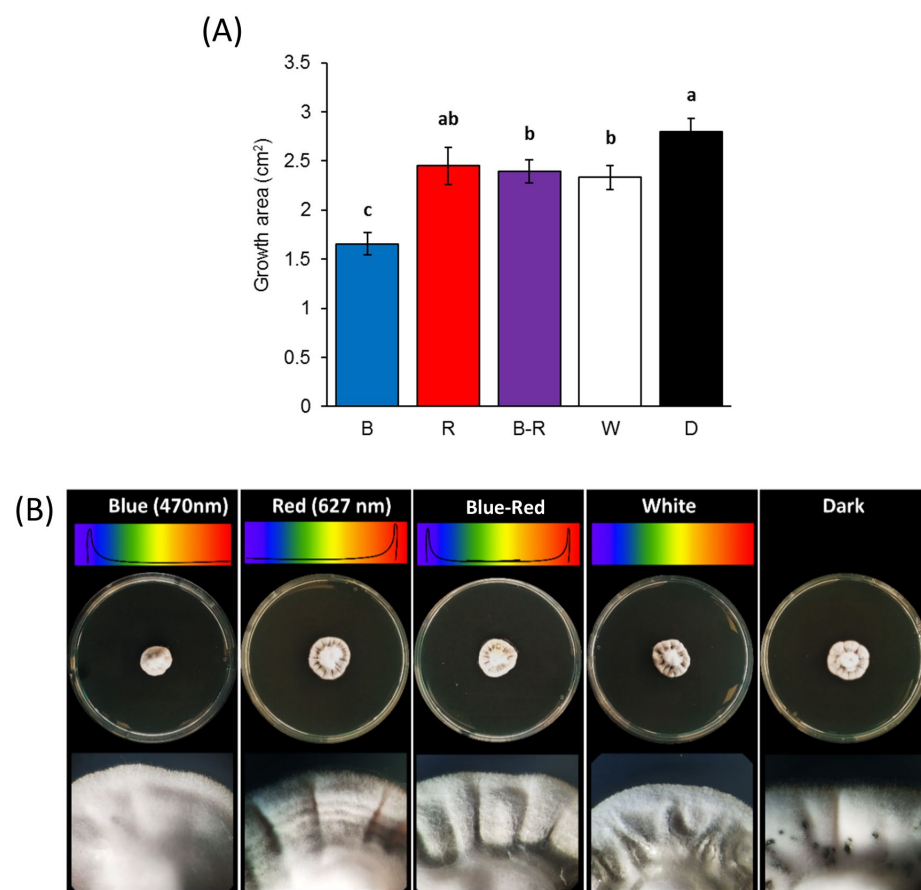 (A)
3.5
3
2.5
2
1.5
1
0.5
0
Growth area (cm²)
c
ab
b
b
a
B R B-R W D
(B)
Blue (470nm) Red (627 nm) Blue-Red White Dark